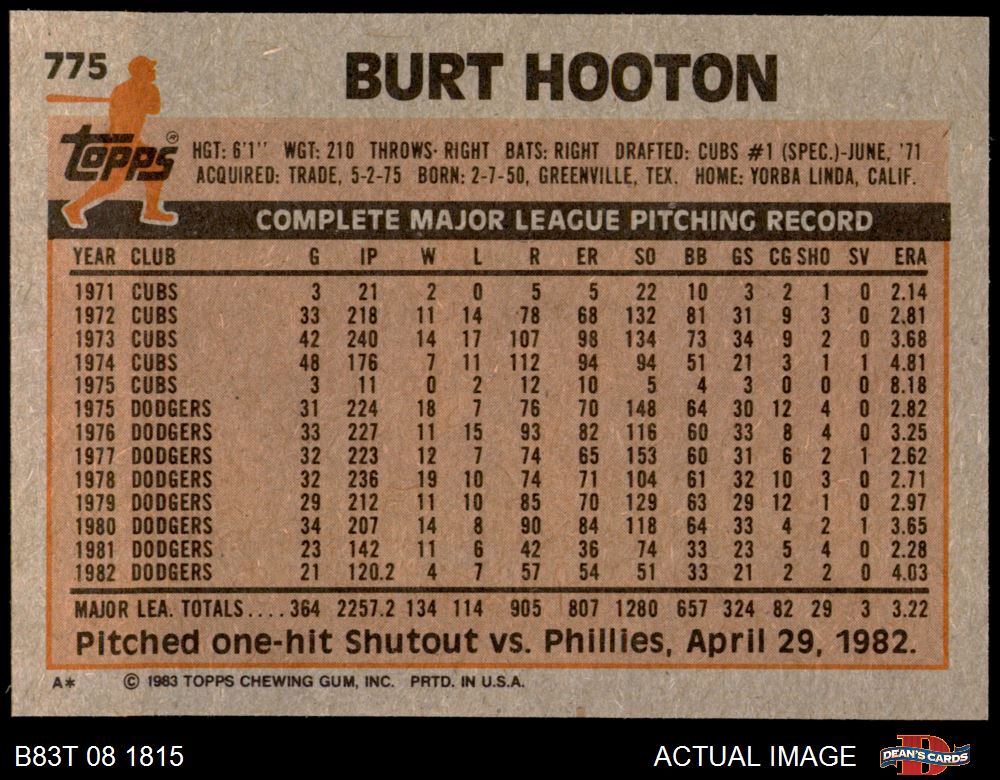 775
BURT HOOTON
topps ®
HGT: 6'1" WGT: 210 THROWS: RIGHT BATS: RIGHT DRAFTED: CUBS #1 (SPEC.)-JUNE, '71
ACQUIRED: TRADE, 5-2-75 BORN: 2-7-50, GREENVILLE, TEX. HOME: YORBA LINDA, CALIF.
COMPLETE MAJOR LEAGUE PITCHING RECORD
YEAR CLUB G IP W L R ER SO BB GS CG SHO SV ERA
1971 CUBS 3 21 2 0 5 5 22 10 3 2 1 0 2.14
1972 CUBS 33 218 11 14 78 68 132 81 31 9 3 0 2.81
1973 CUBS 42 240 14 17 107 98 134 73 34 9 2 0 3.68
1974 CUBS 48 176 7 11 112 94 94 51 21 3 1 1 4.81
1975 CUBS 3 11 0 2 12 10 5 4 3 0 0 0 8.18
1975 DODGERS 31 224 18 7 76 70 148 64 30 12 4 0 2.82
1976 DODGERS 33 227 11 15 93 82 116 60 33 8 4 0 3.25
1977 DODGERS 32 223 12 7 74 65 153 60 31 6 2 1 2.62
1978 DODGERS 32 236 19 10 74 71 104 61 32 10 3 0 2.71
1979 DODGERS 29 212 11 10 85 70 129 63 29 12 1 0 2.97
1980 DODGERS 34 207 14 8 90 84 118 64 33 4 2 1 3.65
1981 DODGERS 23 142 11 6 42 36 74 33 23 5 4 0 2.28
1982 DODGERS 21 120.2 4 7 57 54 51 33 21 2 2 0 4.03
MAJOR LEA. TOTALS.... 364 2257.2 134 114 905 807 1280 657 324 82 29 3 3.22
Pitched one-hit Shutout vs. Phillies, April 29, 1982.
A* © 1983 TOPPS CHEWING GUM, INC. PRTD. IN U.S.A.
B83T 08 1815 ACTUAL IMAGE DEAN'S CARDS